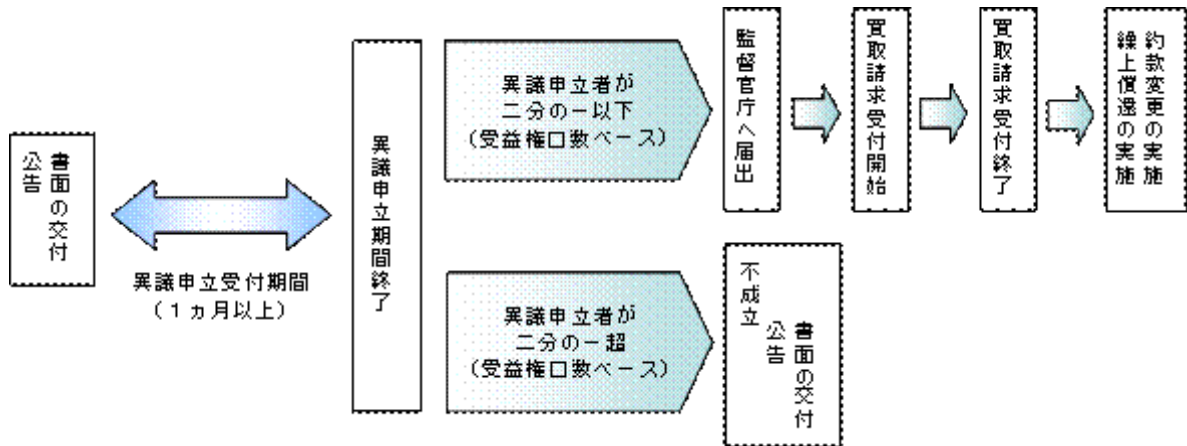 書面の交付
公告
異議申立受付期間
(1ヵ月以上)
異議申立期間終了
異議申立者が
二分の一以下
(受益権口数ベース)
監督官庁へ届出
買取請求受付開始
買取請求受付終了
約款変更の実施
繰上償還の実施
異議申立者が
二分の一超
(受益権口数ベース)
不成立
書面の交付
公告